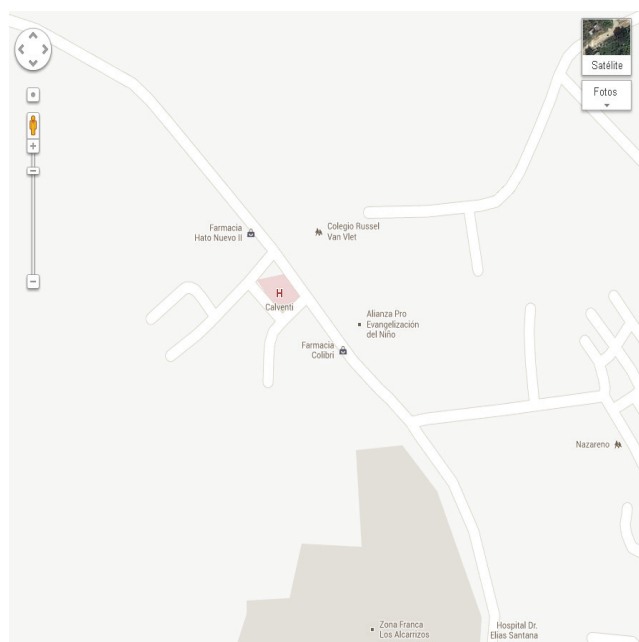 Satélite
Fotos
Farmacia
Hato Nuevo II
Colegio Russel
Van Vlet
H
Calventi
Alianza Pro
Evangelización
del Niño
Farmacia
Colibri
Nazareno
Zona Franca
Los Alcarrizos
Hospital Dr.
Elias Santana